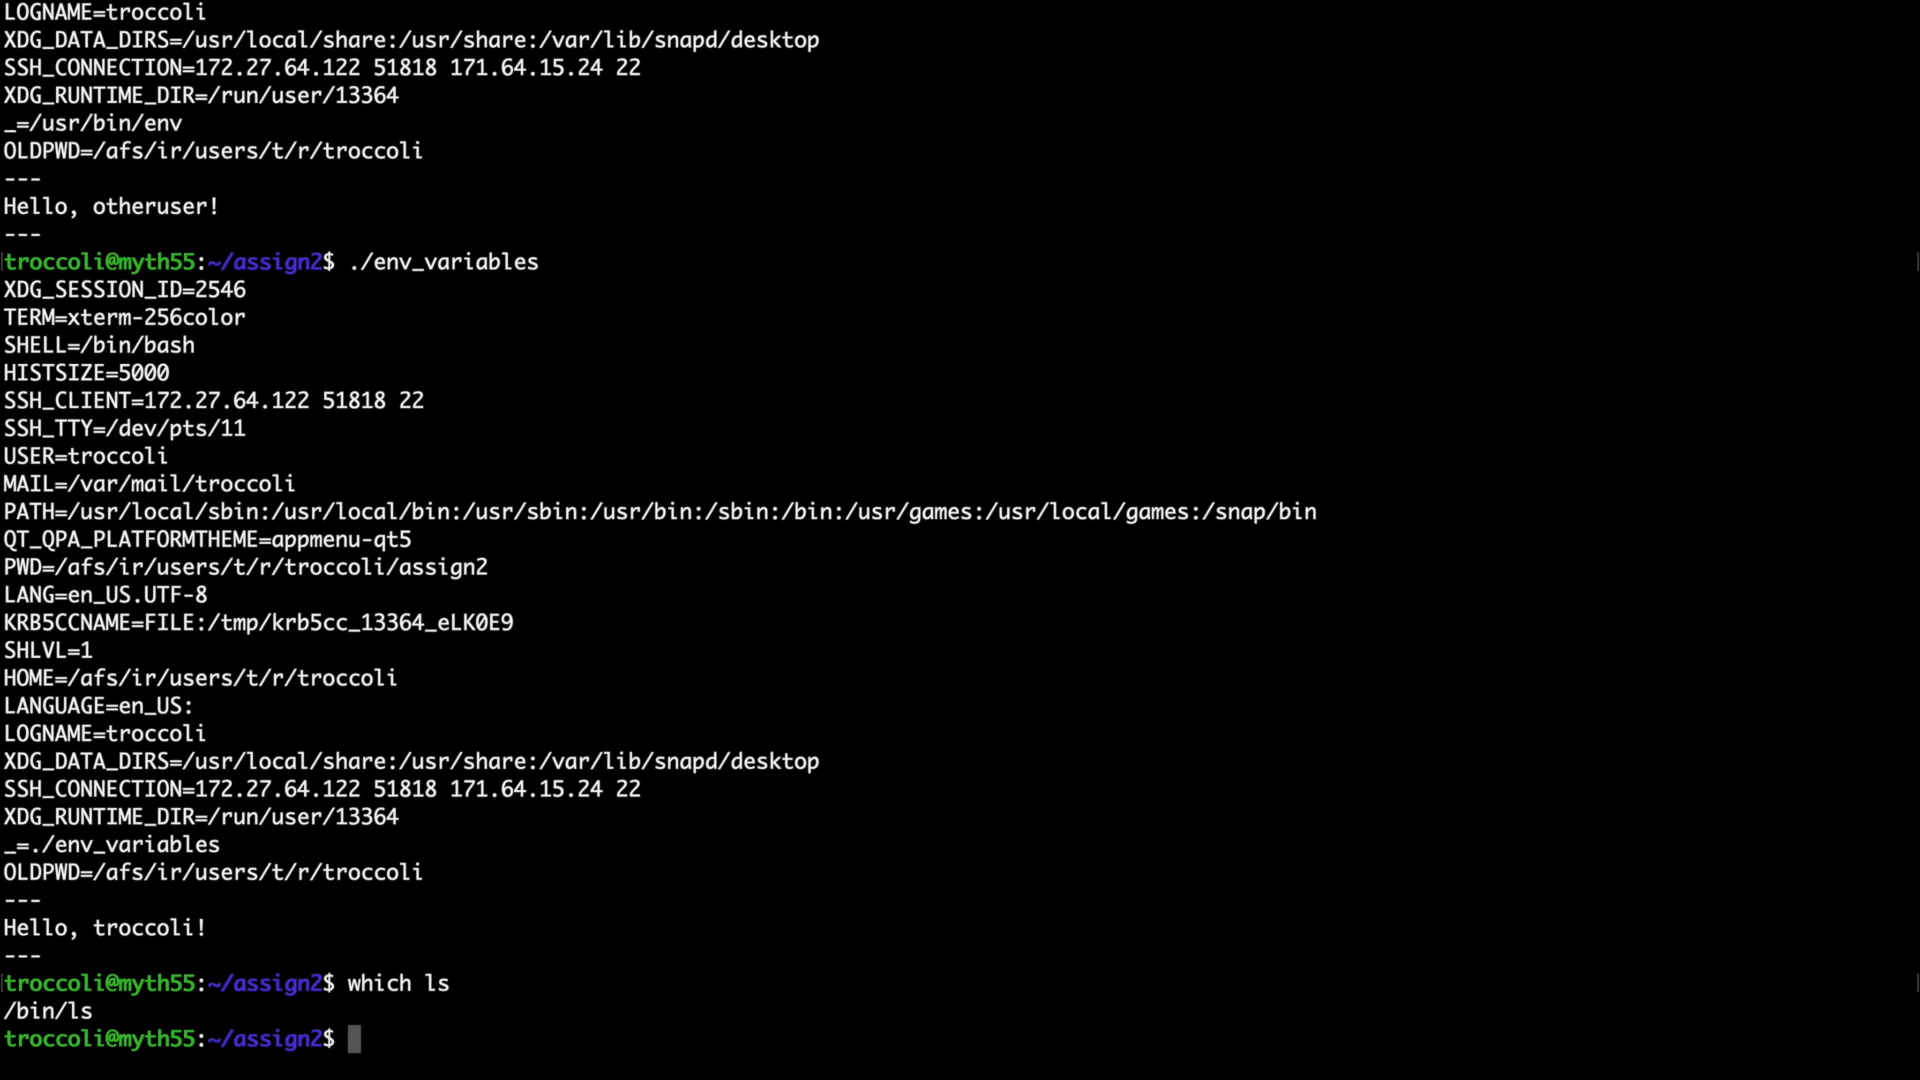 LOGNAME=troccoli
XDG_DATA_DIRS=/usr/local/share:/usr/share:/var/lib/snapd/desktop
SSH_CONNECTION=172.27.64.122 51818 171.64.15.24 22
XDG_RUNTIME_DIR=/run/user/13364
_=/usr/bin/env
OLDPWD=/afs/ir/users/t/r/troccoli
---
Hello, otheruser!
---
troccoli@myth55:~/assign2$ ./env_variables
XDG_SESSION_ID=2546
TERM=xterm-256color
SHELL=/bin/bash
HISTSIZE=5000
SSH_CLIENT=172.27.64.122 51818 22
SSH_TTY=/dev/pts/11
USER=troccoli
MAIL=/var/mail/troccoli
PATH=/usr/local/sbin:/usr/local/bin:/usr/sbin:/usr/bin:/sbin:/bin:/usr/games:/usr/local/games:/snap/bin
QT_QPA_PLATFORMTHEME=appmenu-qt5
PWD=/afs/ir/users/t/r/troccoli/assign2
LANG=en_US.UTF-8
KRB5CCNAME=FILE:/tmp/krb5cc_13364_eLK0E9
SHLVL=1
HOME=/afs/ir/users/t/r/troccoli
LANGUAGE=en_US:
LOGNAME=troccoli
XDG_DATA_DIRS=/usr/local/share:/usr/share:/var/lib/snapd/desktop
SSH_CONNECTION=172.27.64.122 51818 171.64.15.24 22
XDG_RUNTIME_DIR=/run/user/13364
_=./env_variables
OLDPWD=/afs/ir/users/t/r/troccoli
---
Hello, troccoli!
---
troccoli@myth55:~/assign2$ which ls
/bin/ls
troccoli@myth55:~/assign2$